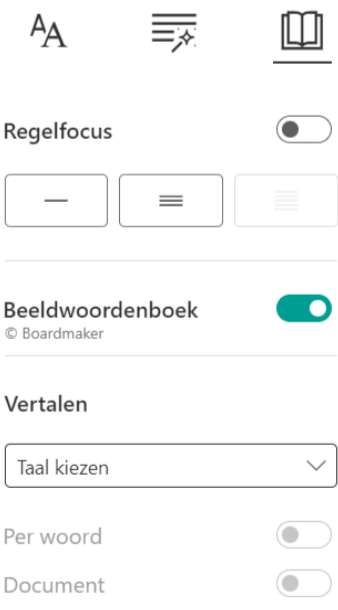 AA
Regelfocus
Beeldwoordenboek
© Boardmaker
Vertalen
Taal kiezen
Per woord
Document